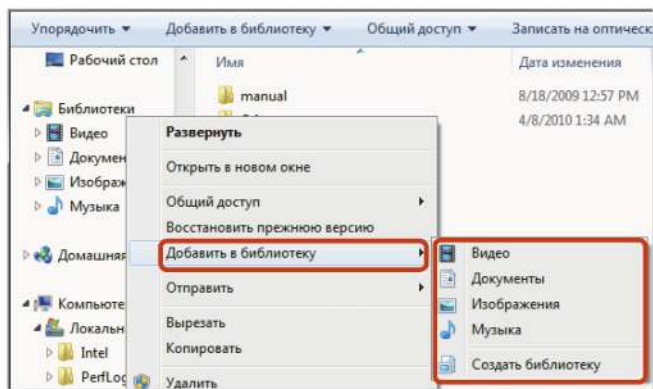 Упорядочить Добавить в библиотеку Общий доступ Записать на оптическ
Рабочий стол
Имя Дата изменения
manual 8/18/2009 12:57 PM
4/8/2010 1:34 AM
Библиотеки
Видео
Докумен
Изображ
Музыка
Домашняя
Компьюте
Локальн
Intel
PerfLog
Развернуть
Открыть в новом окне
Общий доступ
Восстановить прежнюю версию
Добавить в библиотеку
Отправить
Вырезать
Копировать
Удалить
Видео
Документы
Изображения
Музыка
Создать библиотеку